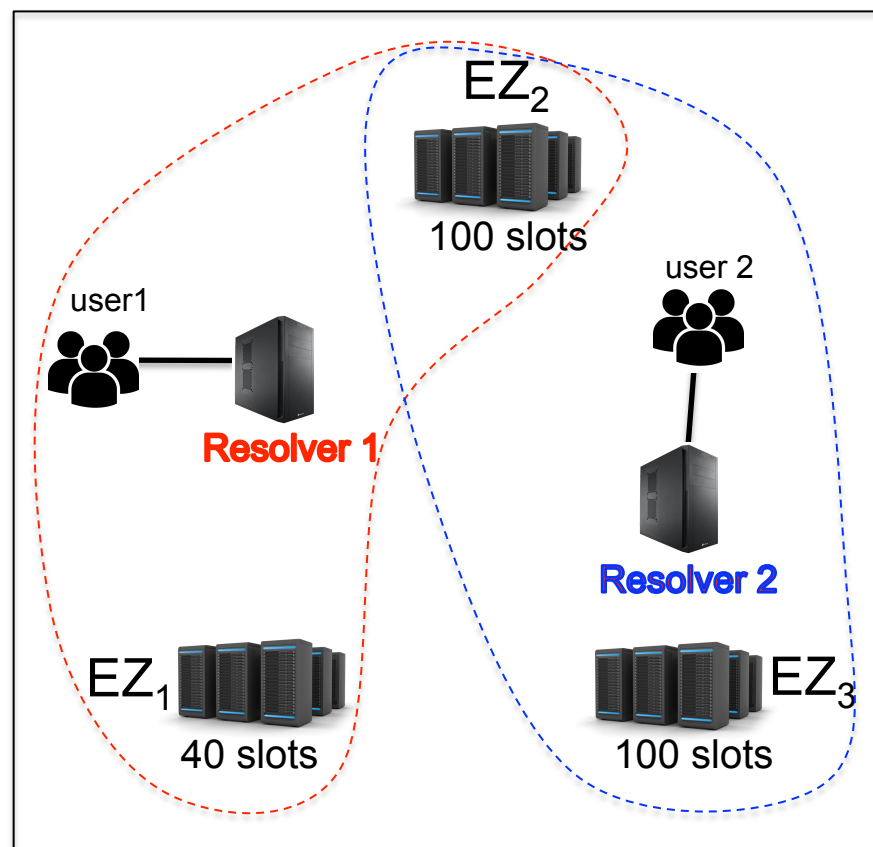 EZ₂
100 slots
user1
user 2
Resolver 1
Resolver 2
EZ₁
40 slots
EZ₃
100 slots